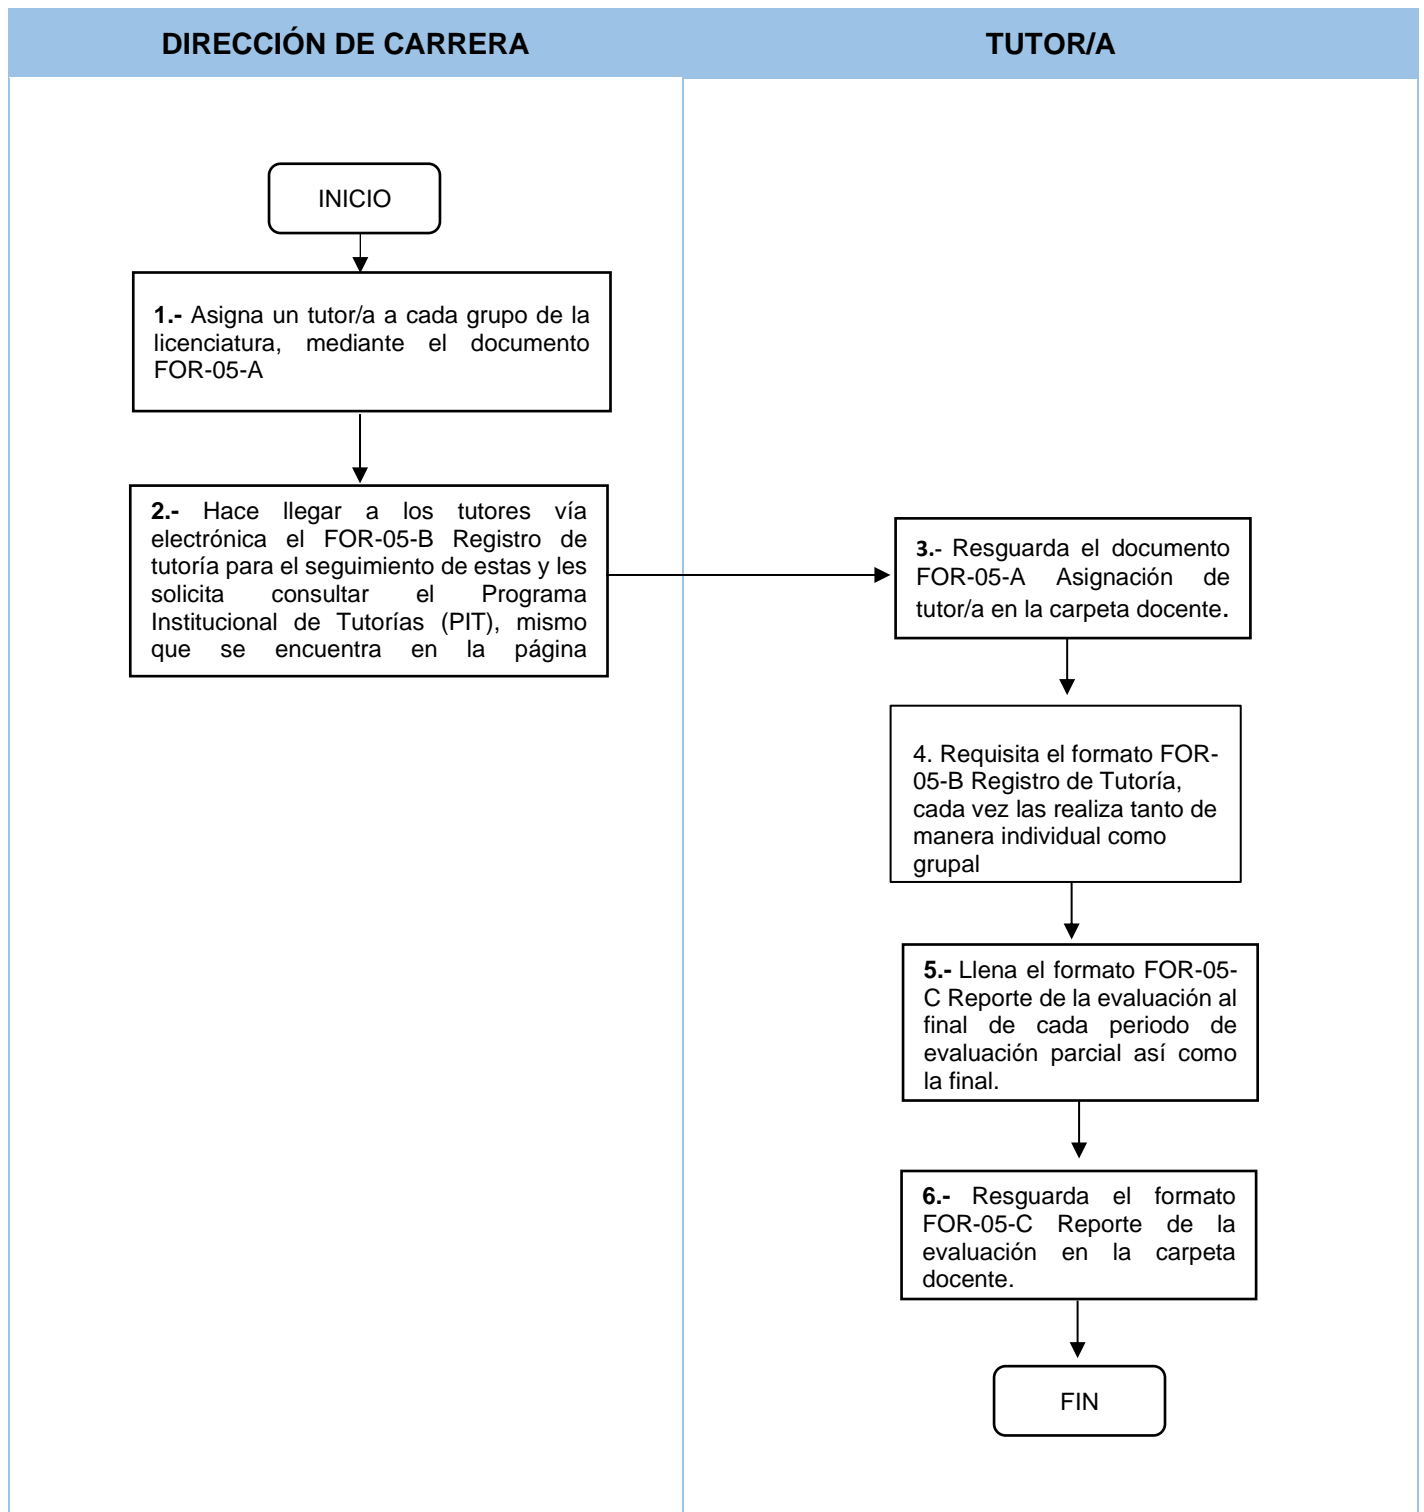 DIRECCIÓN DE CARRERA
TUTOR/A
INICIO
1.- Asigna un tutor/a a cada grupo de la
licenciatura, mediante el documento
FOR-05-A
2.- Hace llegar a los tutores vía
electrónica el FOR-05-B Registro de
tutoría para el seguimiento de estas y les
solicita consultar el Programa
Institucional de Tutorías (PIT), mismo
que se encuentra en la página
3.- Resguarda el documento
FOR-05-A Asignación de
tutor/a en la carpeta docente.
4. Requisita el formato FOR-
05-B Registro de Tutoría,
cada vez las realiza tanto de
manera individual como
grupal
5.- Llena el formato FOR-05-
C Reporte de la evaluación al
final de cada periodo de
evaluación parcial así como
la final.
6.- Resguarda el formato
FOR-05-C Reporte de la
evaluación en la carpeta
docente.
FIN